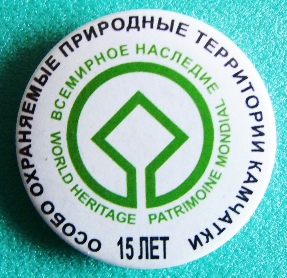 ОСОБО ОХРАНЯЕМЫЕ ПРИРОДНЫЕ ТЕРРИТОРИИ КАМЧАТКИ
ВСЕМИРНОЕ НАСЛЕДИЕ
WORLD HERITAGE
PATRIMOINE MONDIAL
15 ЛЕТ